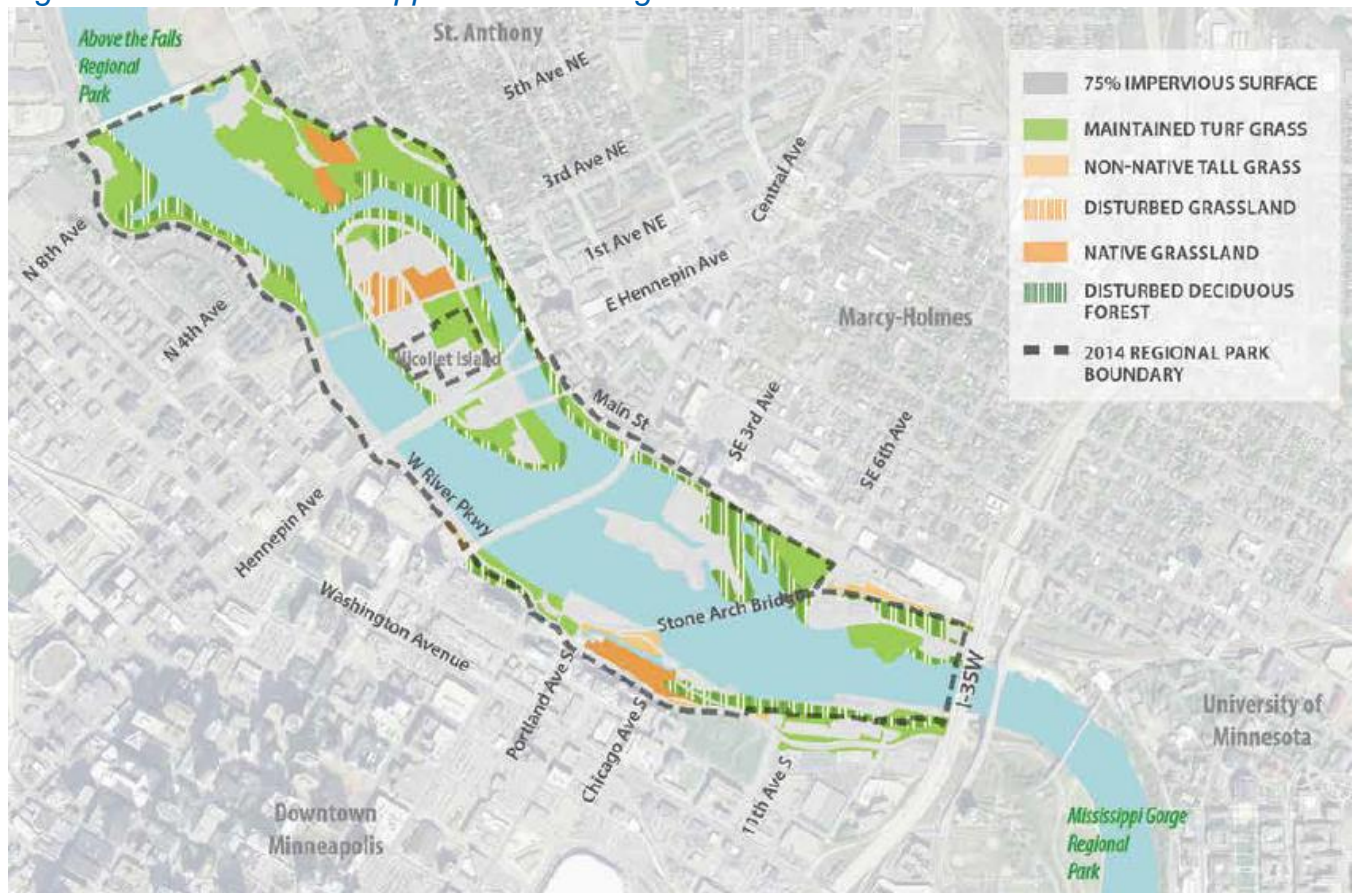 Above the Falls
Regional
Park
St. Anthony
5th Ave NE
3rd Ave NE
Central Ave
1st Ave NE
E Hennepin Ave
N 8th Ave
N 4th Ave
Marcy-Holmes
Nicollet Island
Main St
SE 3rd Ave
SE 6th Ave
W River Pkwy
Hennepin Ave
Washington Avenue
Stone Arch Bridge
Portland Ave S
Chicago Ave S
11th Ave S
I-35W
University of
Minnesota
Downtown
Minneapolis
Mississippi Gorge
Regional
Park
75% IMPERVIOUS SURFACE
MAINTAINED TURF GRASS
NON-NATIVE TALL GRASS
DISTURBED GRASSLAND
NATIVE GRASSLAND
DISTURBED DECIDUOUS
FOREST
2014 REGIONAL PARK
BOUNDARY